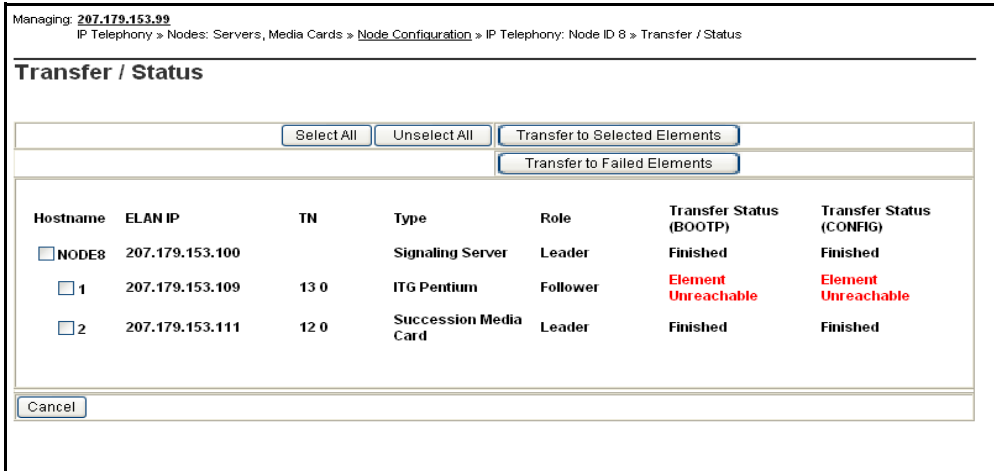 Managing: 207.179.153.99
IP Telephony » Nodes: Servers, Media Cards » Node Configuration » IP Telephony: Node ID 8 » Transfer / Status
Transfer / Status
Select All Unselect All Transfer to Selected Elements
Transfer to Failed Elements
Hostname ELAN IP TN Type Role Transfer Status (BOOTP) Transfer Status (CONFIG)
NODE8 207.179.153.100 Signaling Server Leader Finished Finished
1 207.179.153.109 13 0 ITG Pentium Follower Element Unreachable Element Unreachable
2 207.179.153.111 12 0 Succession Media Card Leader Finished Finished
Cancel